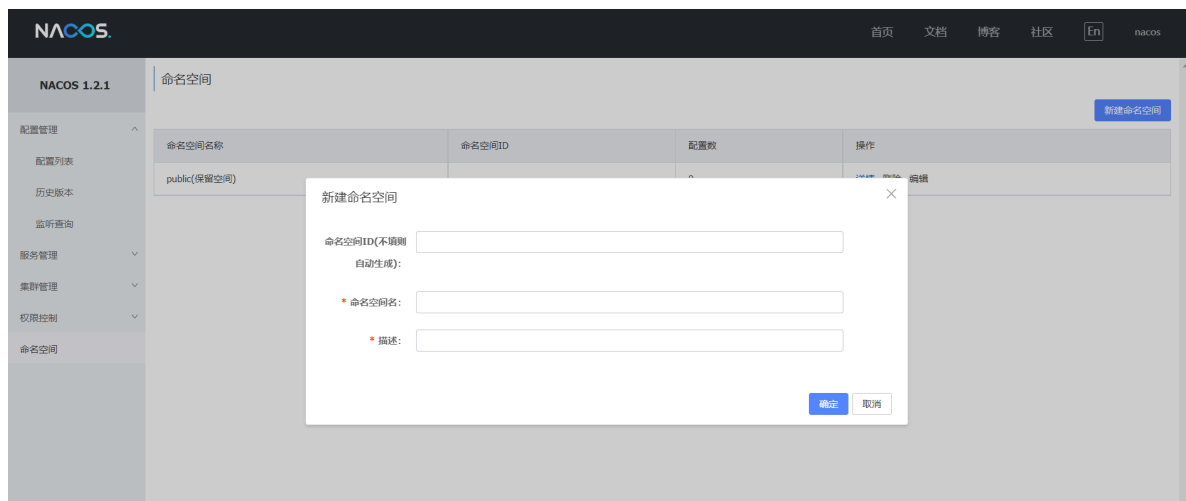 NACOS.
首页 文档 博客 社区 En nacos
NACOS 1.2.1
配置管理
配置列表
历史版本
监听查询
服务管理
集群管理
权限控制
命名空间
命名空间
新建命名空间
命名空间名称 命名空间ID 配置数 操作
public(保留空间) 详情 删除 编辑
新建命名空间
命名空间ID(不填则
自动生成):
* 命名空间名:
* 描述:
确定 取消